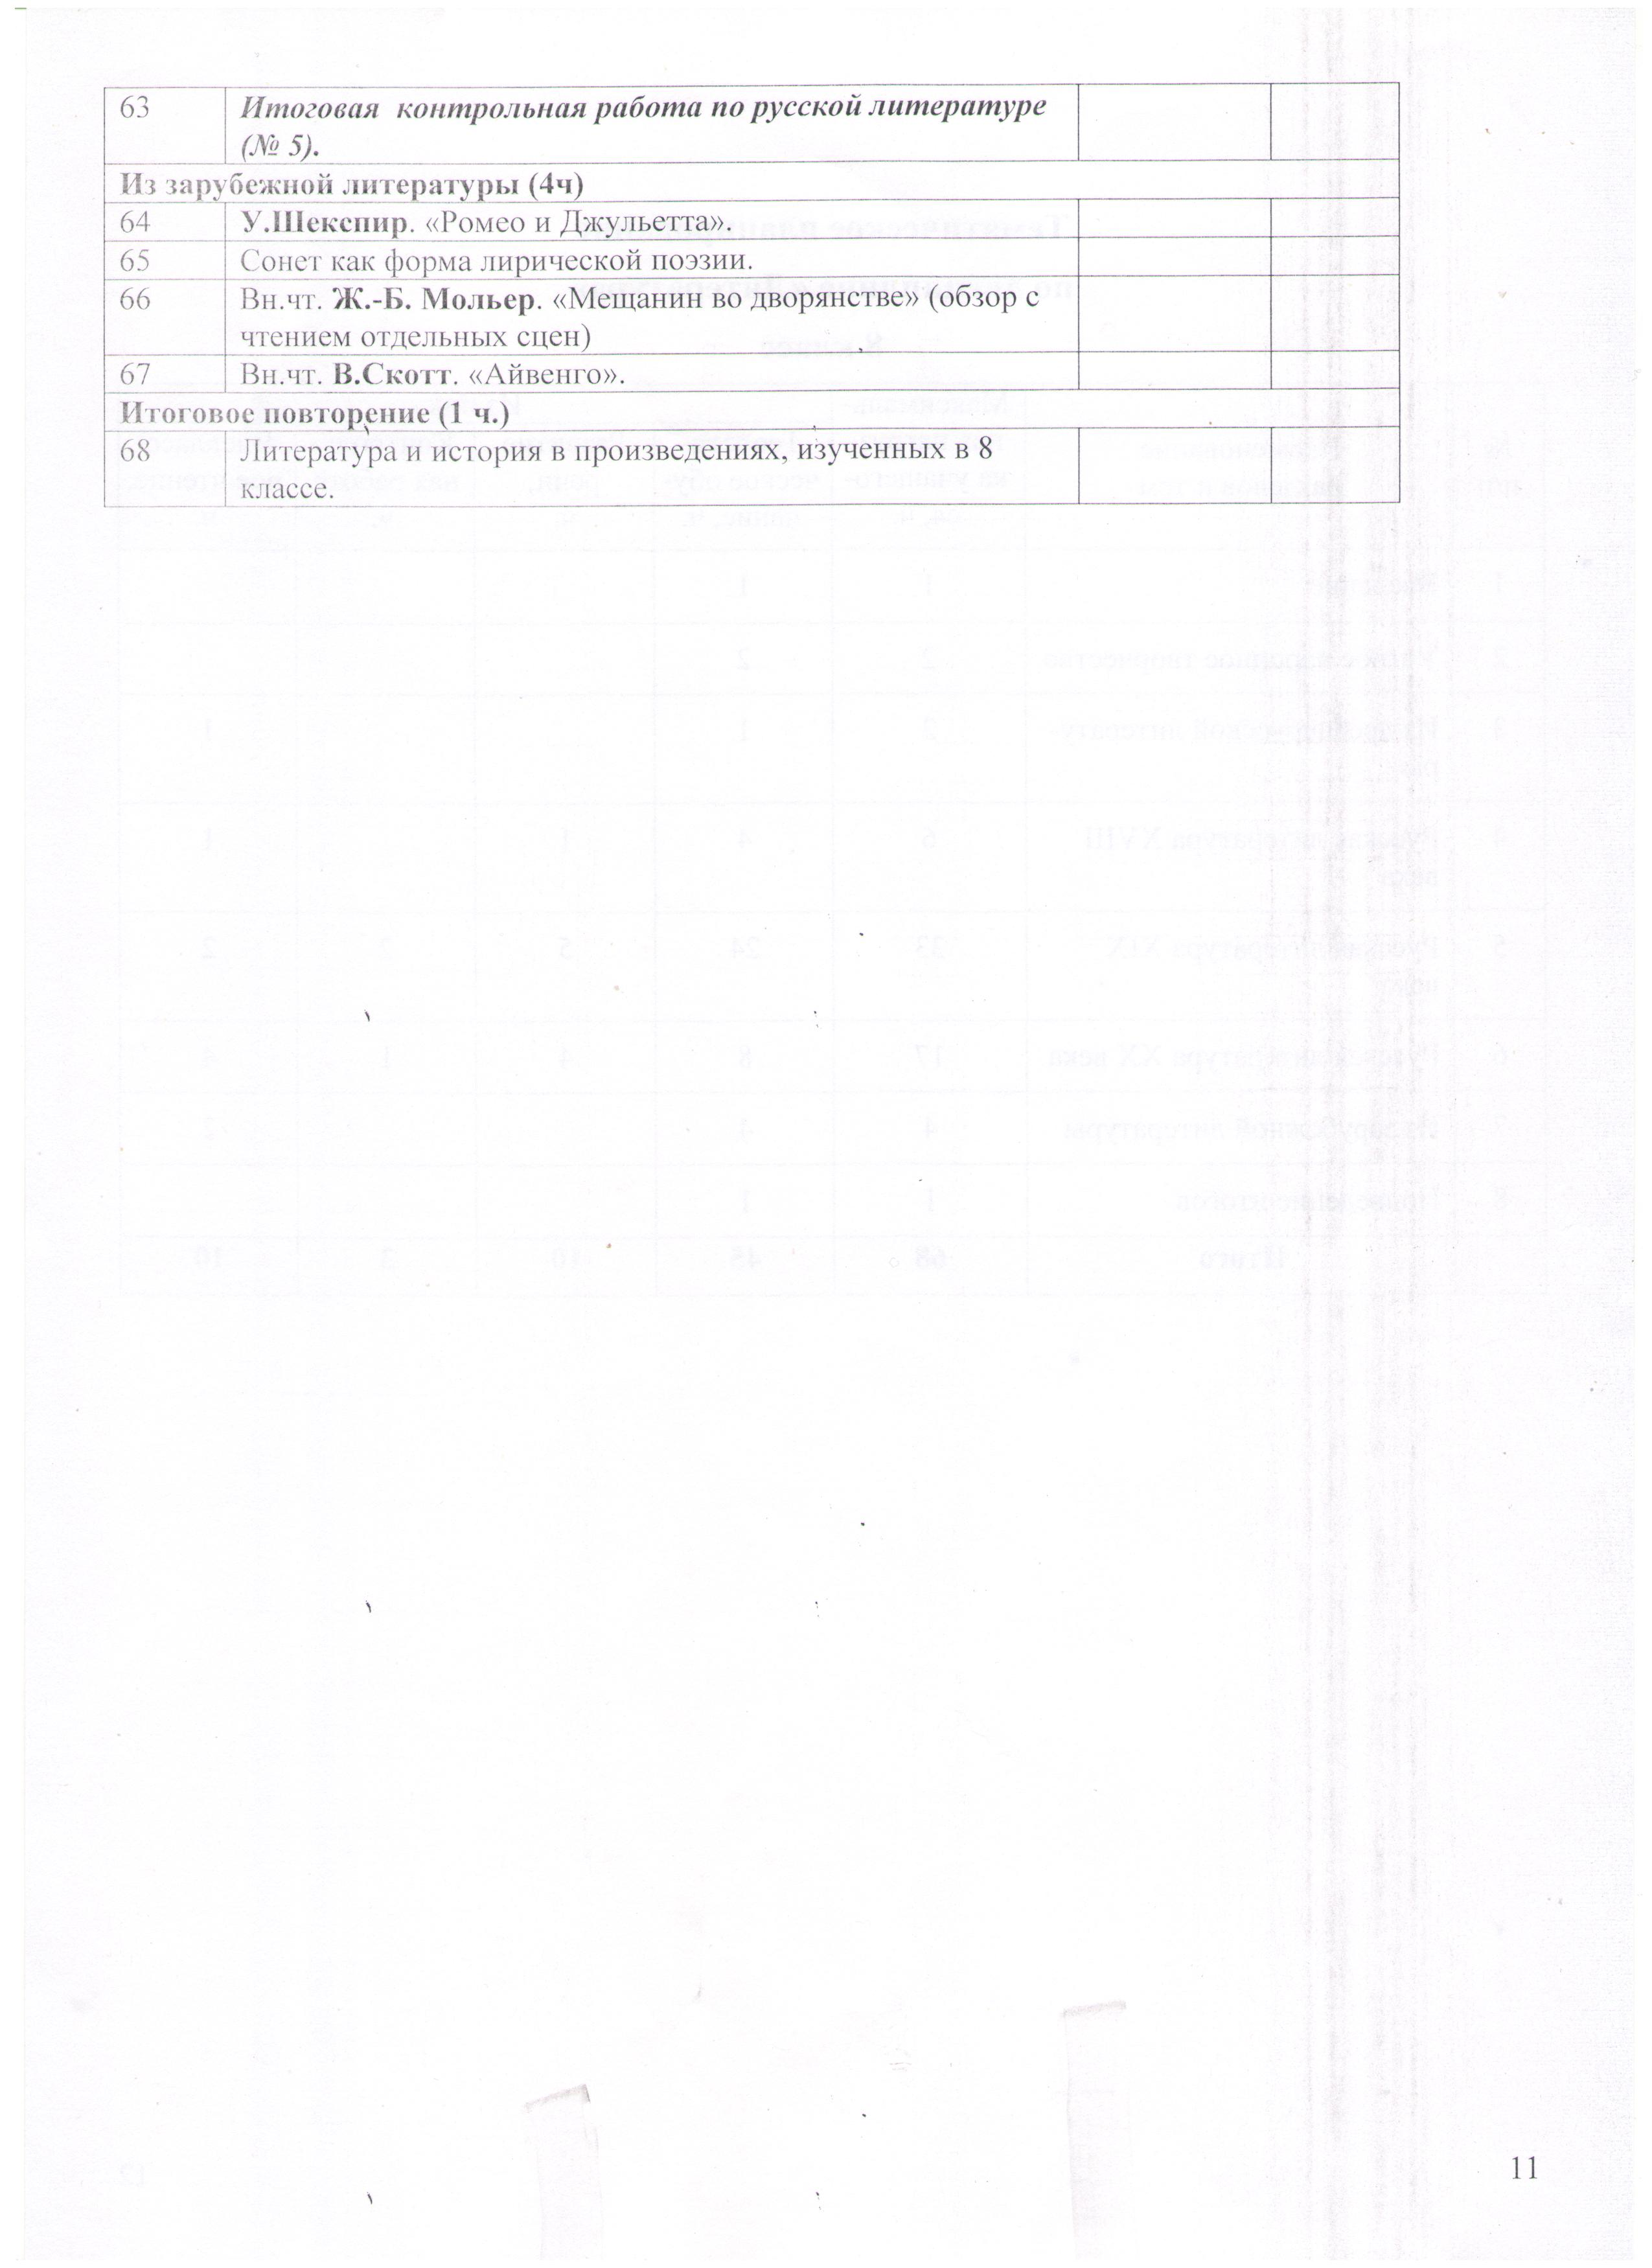 63 Итоговая контрольная работа по русской литературе
(№ 5).
Из зарубежной литературы (4ч)
64 У.Шекспир. «Ромео и Джульетта».
65 Сонет как форма лирической поэзии.
66 Вн.чт. Ж.-Б. Мольер. «Мещанин во дворянстве» (обзор с
чтением отдельных сцен)
67 Вн.чт. В.Скотт. «Айвенго».
Итоговое повторение (1 ч.)
68 Литература и история в произведениях, изученных в 8
классе.
11